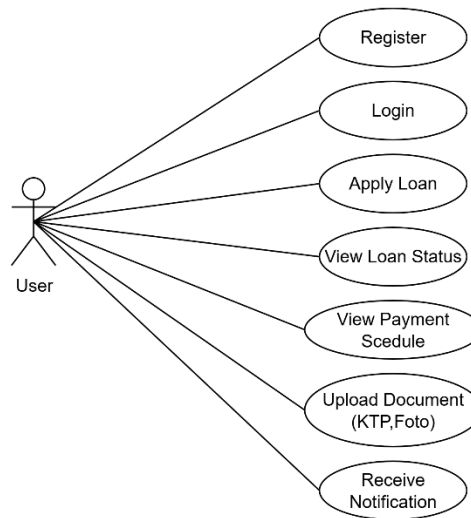 Register
Login
Apply Loan
View Loan Status
User
View Payment
Scedule
Upload Document
(KTP,Foto)
Receive
Notification